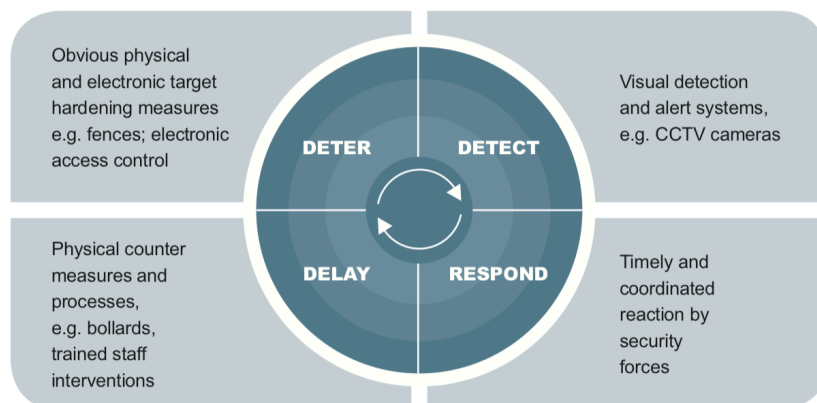 Obvious physical
and electronic target
hardening measures
e.g. fences; electronic
access control
DETER
DETECT
Visual detection
and alert systems,
e.g. CCTV cameras
Physical counter
measures and
processes,
e.g. bollards,
trained staff
interventions
DELAY
RESPOND
Timely and
coordinated
reaction by
security
forces